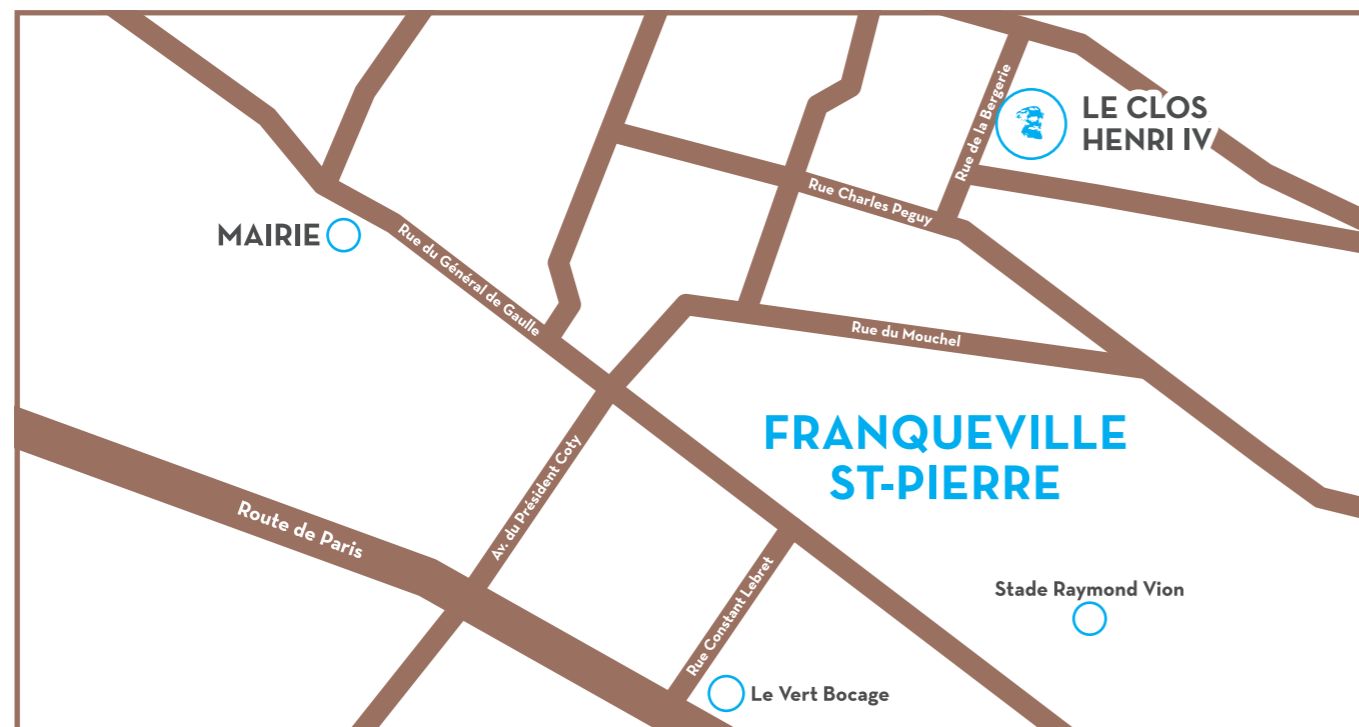 LE CLOS
HENRI IV
Rue de la Bergerie
Rue Charles Peguy
MAIRIE
Rue du Général de Gaulle
Rue du Mouchel
FRANQUEVILLE
ST-PIERRE
Av. du Président Coty
Route de Paris
Stade Raymond Vion
Rue Constant Lebret
Le Vert Bocage